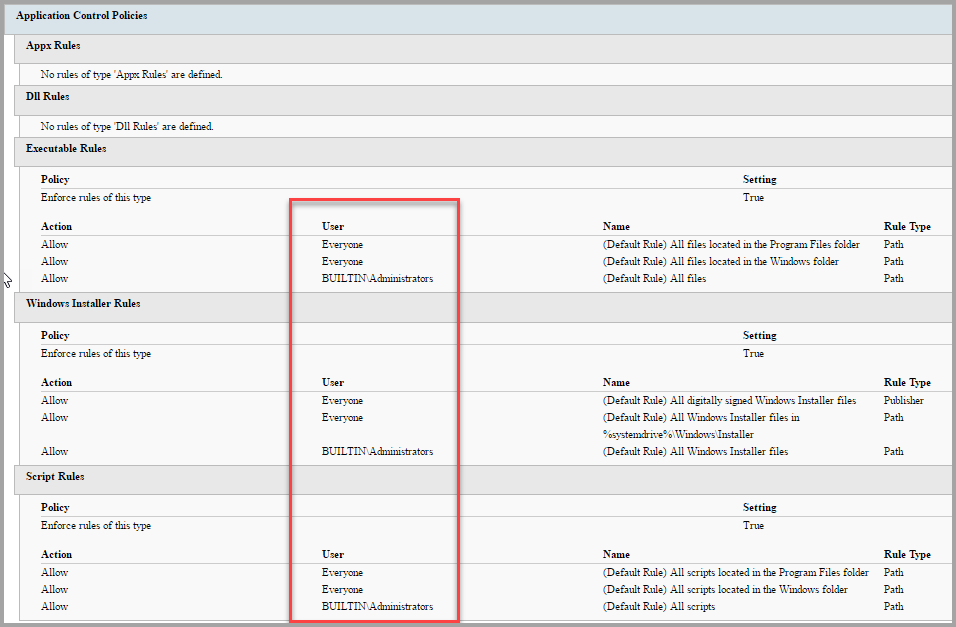 Application Control Policies
Appx Rules
No rules of type 'Appx Rules' are defined.
Dll Rules
No rules of type 'Dll Rules' are defined.
Executable Rules
Policy Setting
Enforce rules of this type True
Action User Name Rule Type
Allow Everyone (Default Rule) All files located in the Program Files folder Path
Allow Everyone (Default Rule) All files located in the Windows folder Path
Allow BUILTIN\Administrators (Default Rule) All files Path
Windows Installer Rules
Policy Setting
Enforce rules of this type True
Action User Name Rule Type
Allow Everyone (Default Rule) All digitally signed Windows Installer files Publisher
Allow Everyone (Default Rule) All Windows Installer files in Path
%systemdrive%\Windows\Installer
Allow BUILTIN\Administrators (Default Rule) All Windows Installer files Path
Script Rules
Policy Setting
Enforce rules of this type True
Action User Name Rule Type
Allow Everyone (Default Rule) All scripts located in the Program Files folder Path
Allow Everyone (Default Rule) All scripts located in the Windows folder Path
Allow BUILTIN\Administrators (Default Rule) All scripts Path